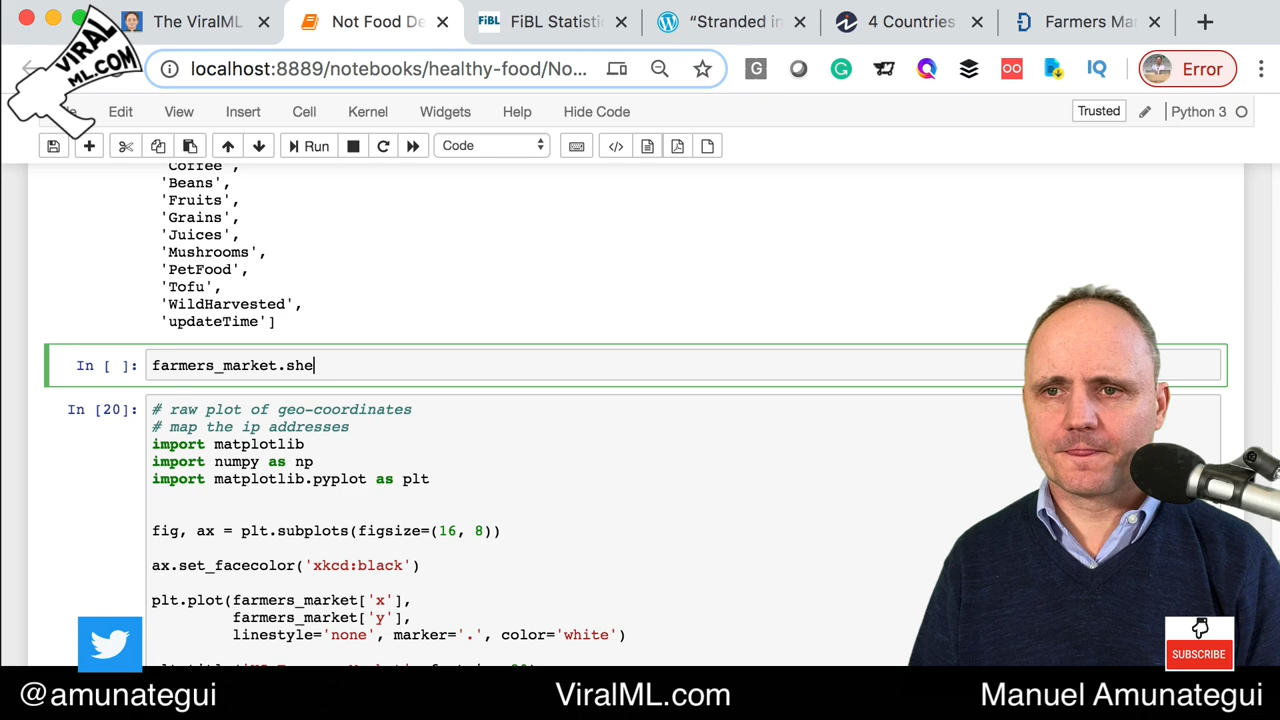 The ViralML
Not Food De
FiBL
FiBL Statisti
“Stranded in
4 Countries
Farmers Ma
VIRAL
ML.COM
localhost:8889/notebooks/healthy-food/No...
G
IQ
Error
Edit
View
Insert
Cell
Kernel
Widgets
Help
Hide Code
Trusted
Python 3
Run
Code
'Coffee',
'Beans',
'Fruits',
'Grains',
'Juices',
'Mushrooms',
'PetFood',
'Tofu',
'WildHarvested',
'updateTime']
In [ ]:
farmers_market.she
In [20]:
# raw plot of geo-coordinates
# map the ip addresses
import matplotlib
import numpy as np
import matplotlib.pyplot as plt
fig, ax = plt.subplots(figsize=(16, 8))
ax.set_facecolor('xkcd:black')
plt.plot(farmers_market['x'],
farmers_market['y'],
linestyle='none', marker='.', color='white')
SUBSCRIBE
@amunategui
ViralML.com
Manuel Amunategui